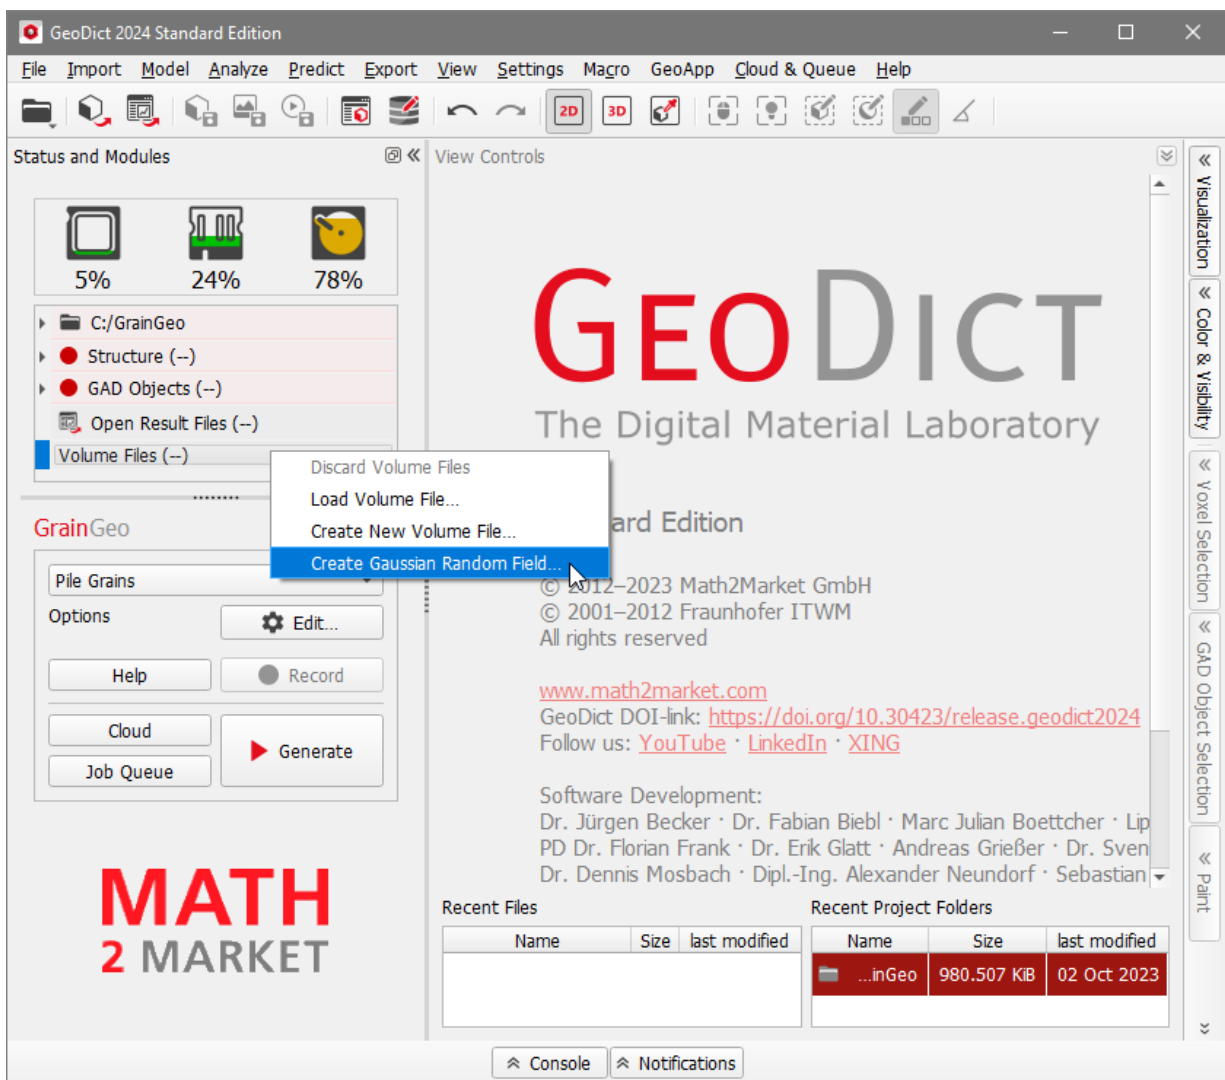 GeoDict 2024 Standard Edition
File Import Model Analyze Predict Export View Settings Macro GeoApp Cloud & Queue Help
2D 3D
Status and Modules
5% 24% 78%
C:/GrainGeo
Structure (--)
GAD Objects (--)
Open Result Files (--)
Volume Files (--)
Discard Volume Files
Load Volume File...
Create New Volume File...
Create Gaussian Random Field...
GrainGeo
Pile Grains
Options
Edit...
Help
Record
Cloud
Job Queue
Generate
MATH
2 MARKET
View Controls
GEODICT
The Digital Material Laboratory
ard Edition
© 2012–2023 Math2Market GmbH
© 2001–2012 Fraunhofer ITWM
All rights reserved
www.math2market.com
GeoDict DOI-link: https://doi.org/10.30423/release.geodict2024
Follow us: YouTube · LinkedIn · XING
Software Development:
Dr. Jürgen Becker · Dr. Fabian Biebl · Marc Julian Boettcher · Lip
PD Dr. Florian Frank · Dr. Erik Glatt · Andreas Grießer · Dr. Sven
Dr. Dennis Mosbach · Dipl.-Ing. Alexander Neundorf · Sebastian
Recent Files
Name Size last modified
Recent Project Folders
Name Size last modified
...inGeo 980.507 KiB 02 Oct 2023
Visualization
Color & Visibility
Voxel Selection
GAD Object Selection
Paint
Console
Notifications